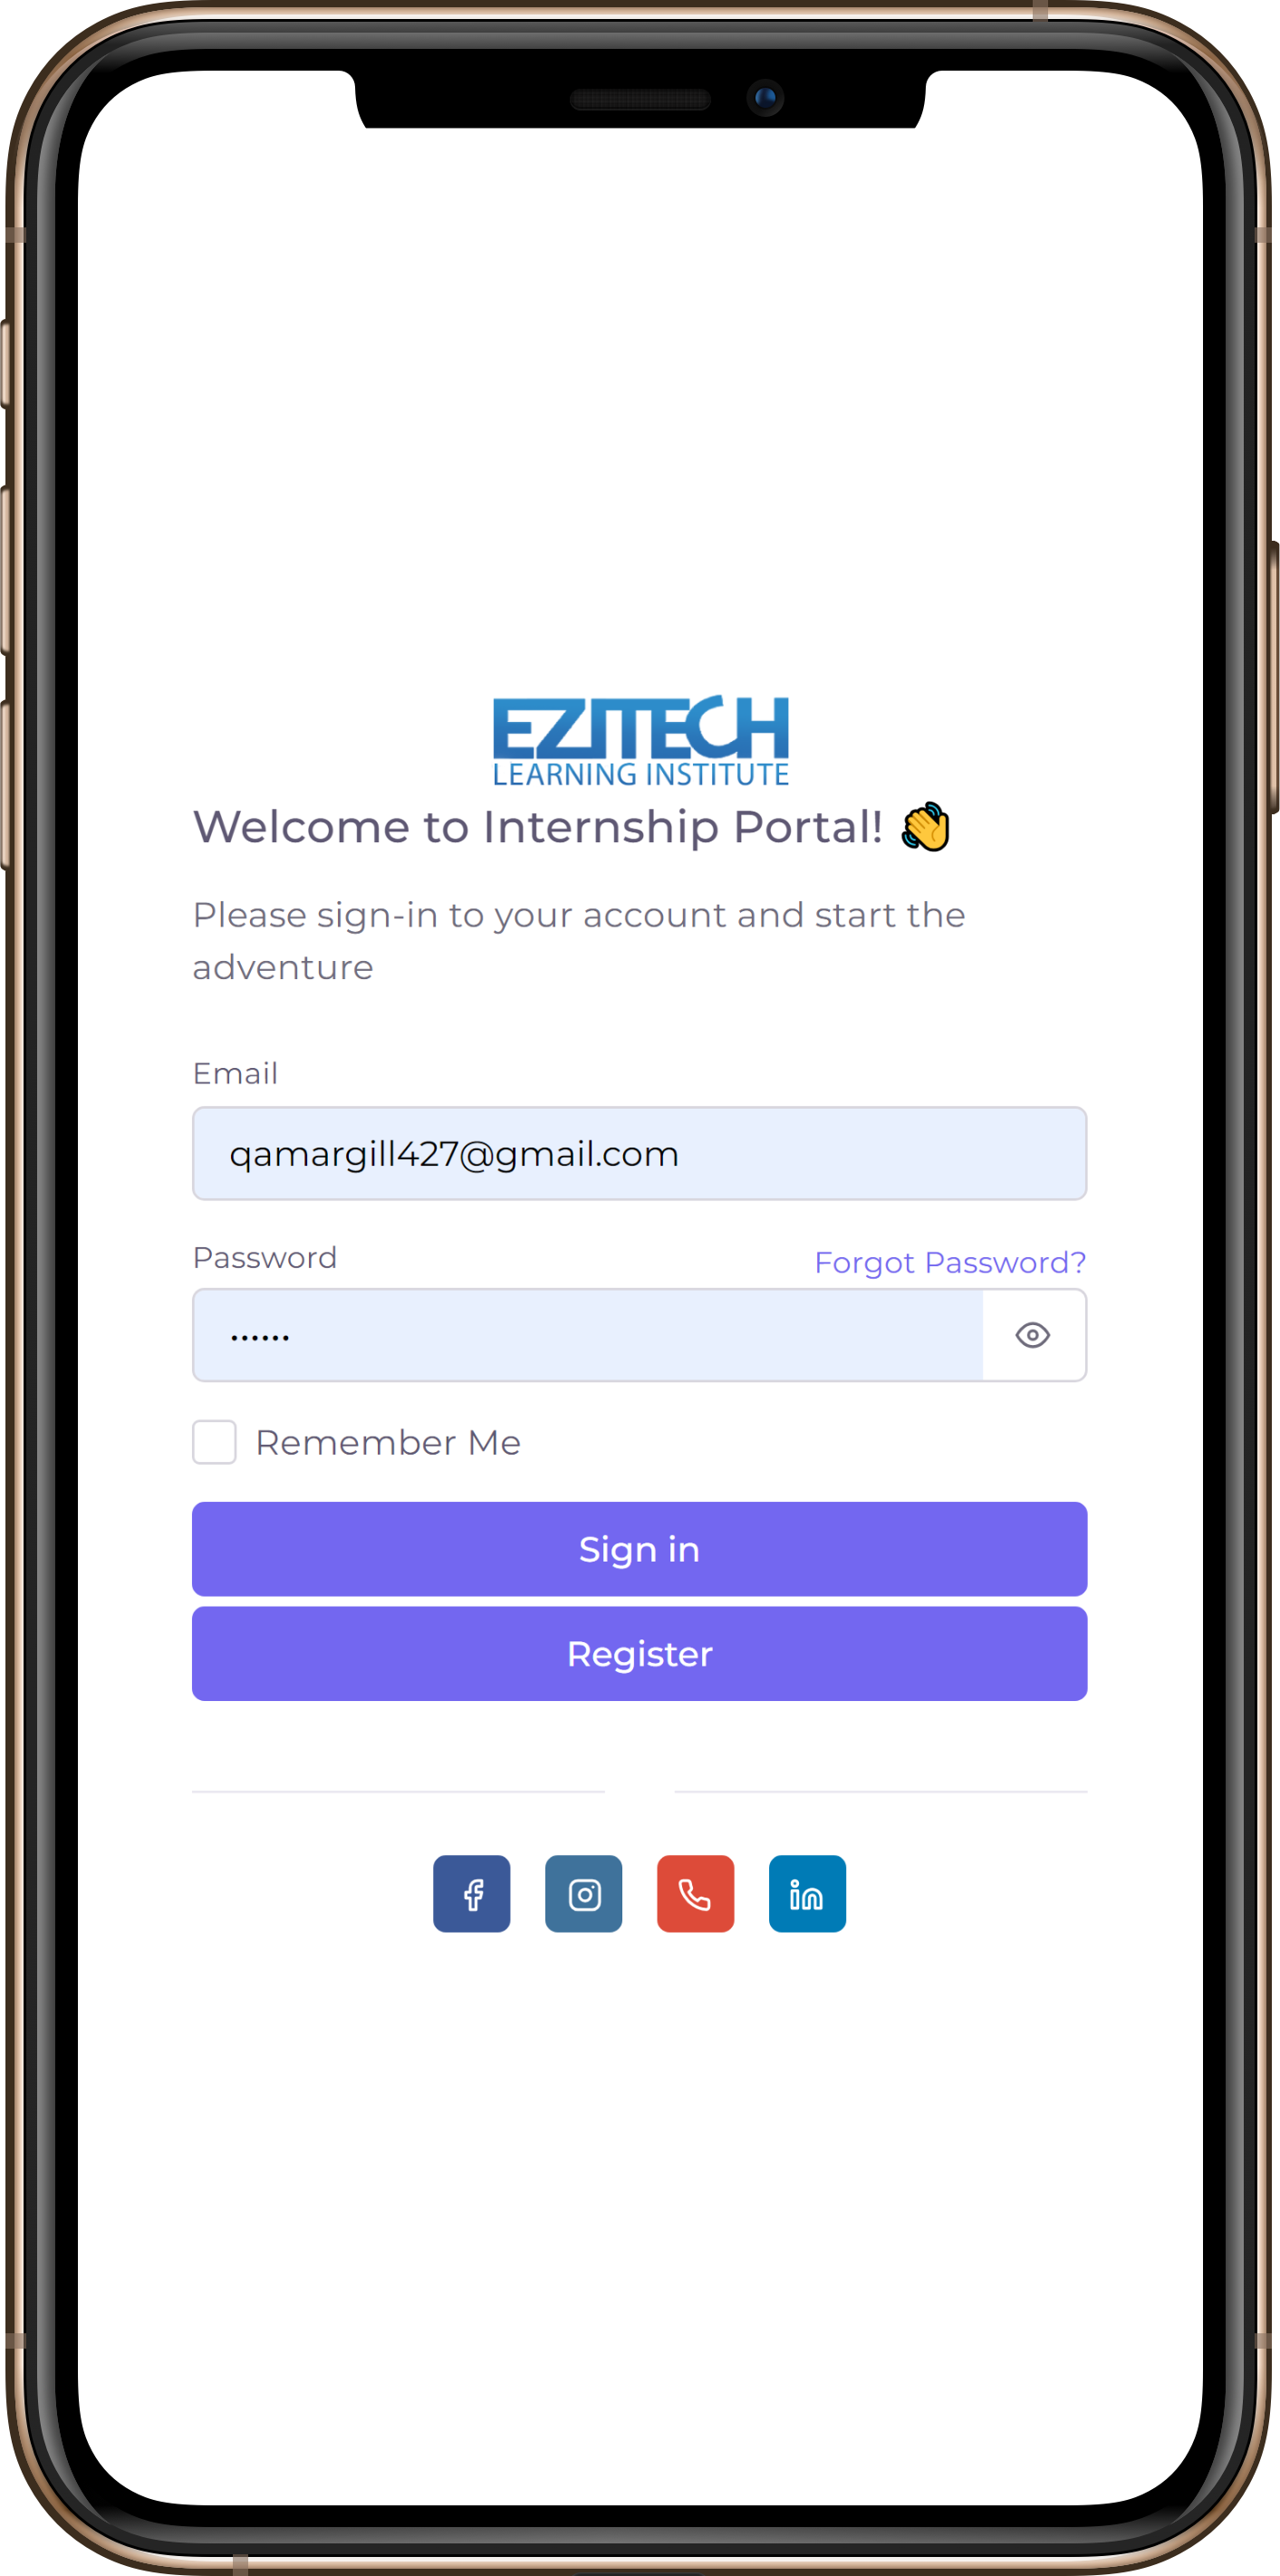 EZITECH
LEARNING INSTITUTE
Welcome to Internship Portal! 👋
Please sign-in to your account and start the
adventure
Email
qamargill427@gmail.com
Password
Forgot Password?
••••••
Remember Me
Sign in
Register